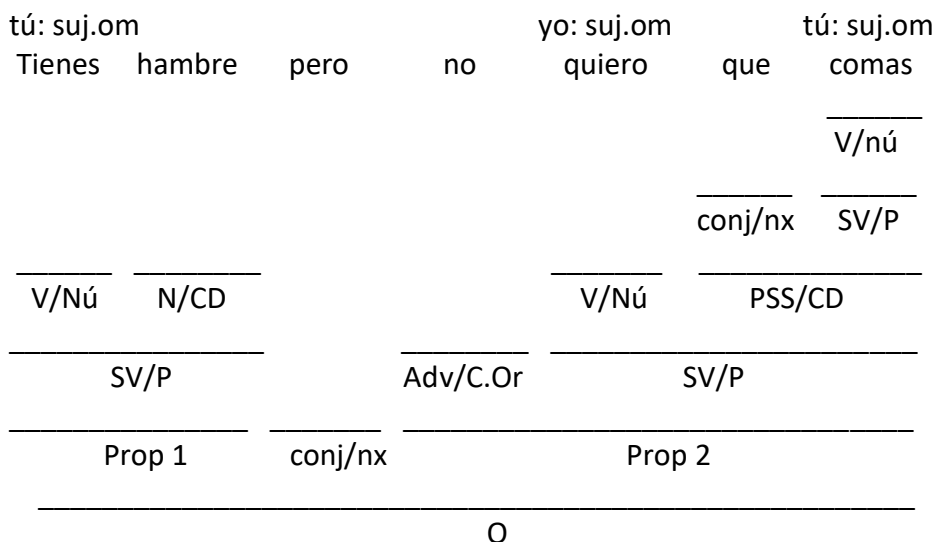 tú: suj.om yo: suj.om tú: suj.om
Tienes hambre pero no quiero que comas
V/nú
conj/nx SV/P
V/Nú N/CD V/Nú PSS/CD
SV/P Adv/C.Or SV/P
Prop 1 conj/nx Prop 2
O